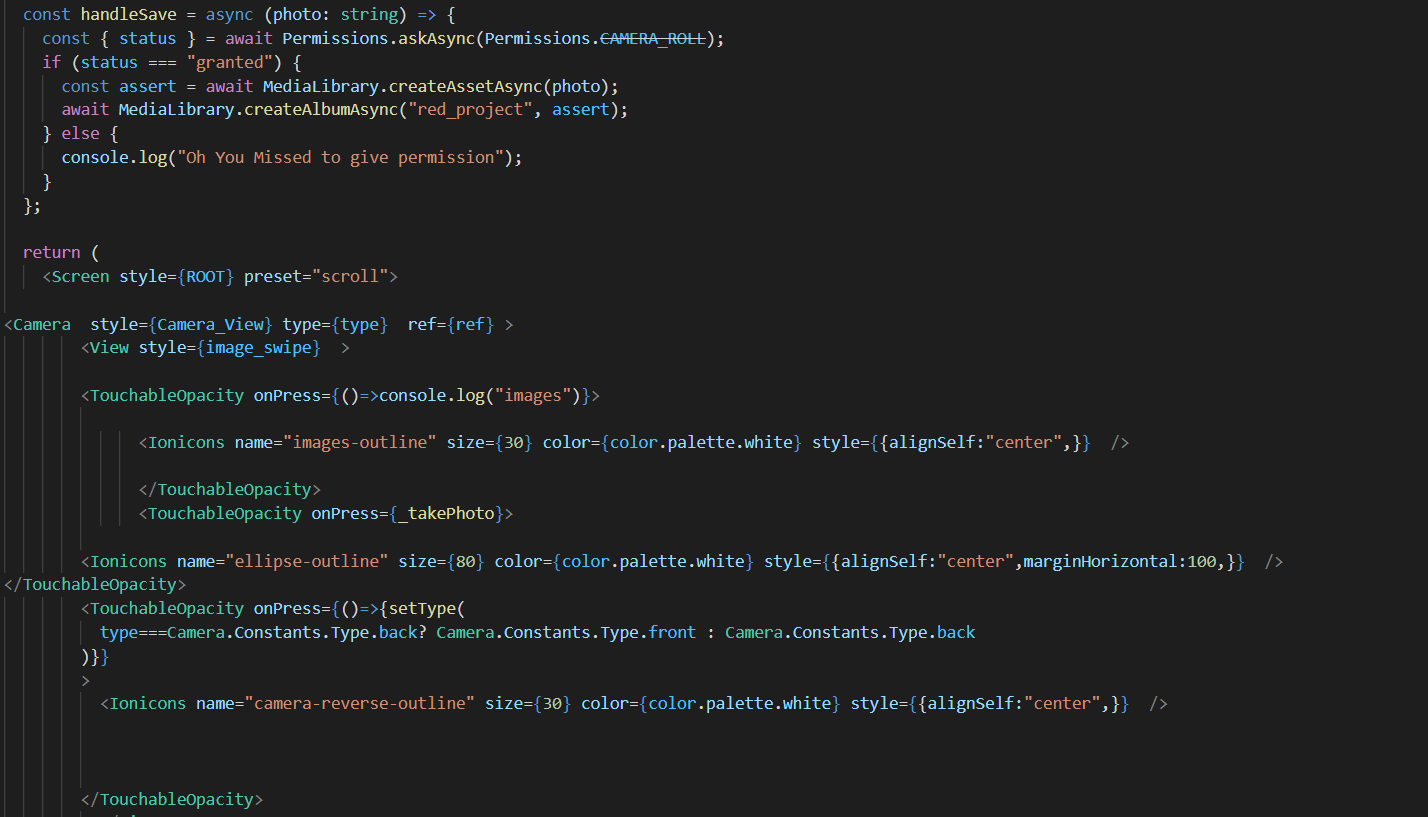 const handleSave = async (photo: string) => {
const { status } = await Permissions.askAsync(Permissions.CAMERA_ROLL);
if (status === "granted") {
const assert = await MediaLibrary.createAssetAsync(photo);
await MediaLibrary.createAlbumAsync("red_project", assert);
} else {
console.log("Oh You Missed to give permission");
}
};
return (
<Screen style={ROOT} preset="scroll">
<Camera  style={Camera_View} type={type}  ref={ref} >
<View style={image_swipe}  >
<TouchableOpacity onPress={()=>console.log("images")}>
<Ionicons name="images-outline" size={30} color={color.palette.white} style={{alignSelf:"center",}}  />
</TouchableOpacity>
<TouchableOpacity onPress={_takePhoto}>
<Ionicons name="ellipse-outline" size={80} color={color.palette.white} style={{alignSelf:"center",marginHorizontal:100,}}  />
</TouchableOpacity>
<TouchableOpacity onPress={()=>{setType(
type===Camera.Constants.Type.back? Camera.Constants.Type.front : Camera.Constants.Type.back
)}}
>
<Ionicons name="camera-reverse-outline" size={30} color={color.palette.white} style={{alignSelf:"center",}}  />
</TouchableOpacity>